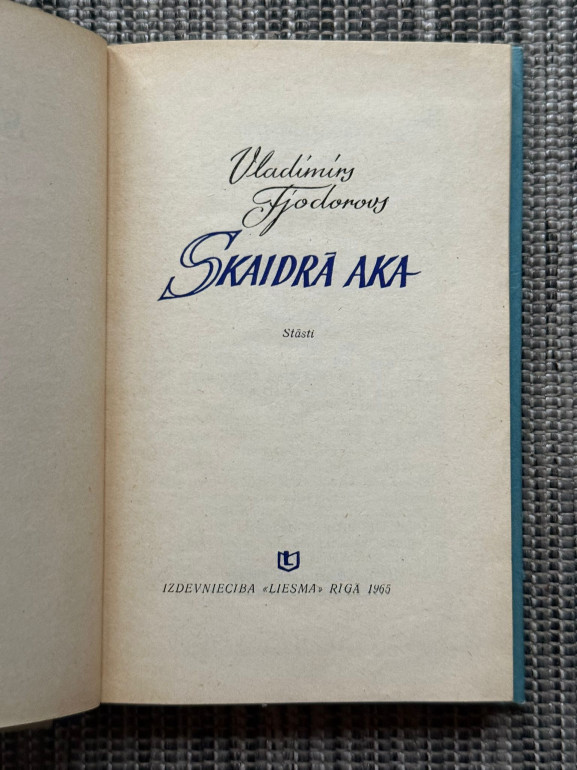 Vladimirs
Fjodorovs
SKAIDRĀ AKA
Stāsti
L
IZDEVNIECĪBA «LIESMA» RĪGĀ 1965